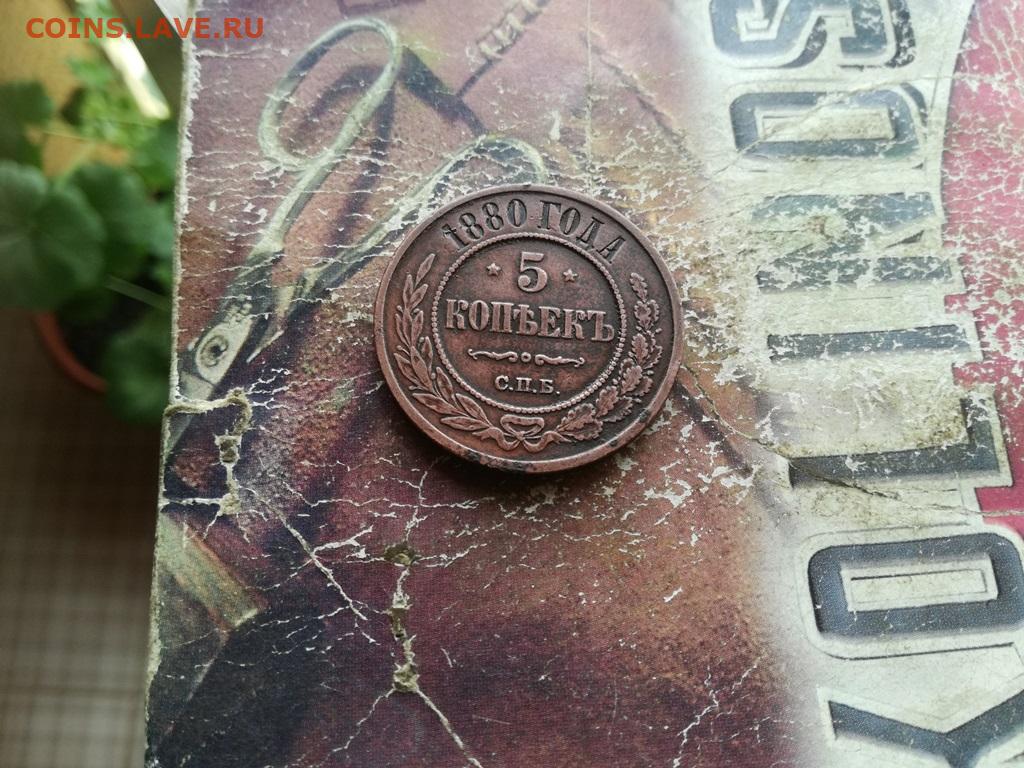 COINS.LAVE.RU
1880 ГОДА
5
КОПѢЕКЪ
С.П.Б.